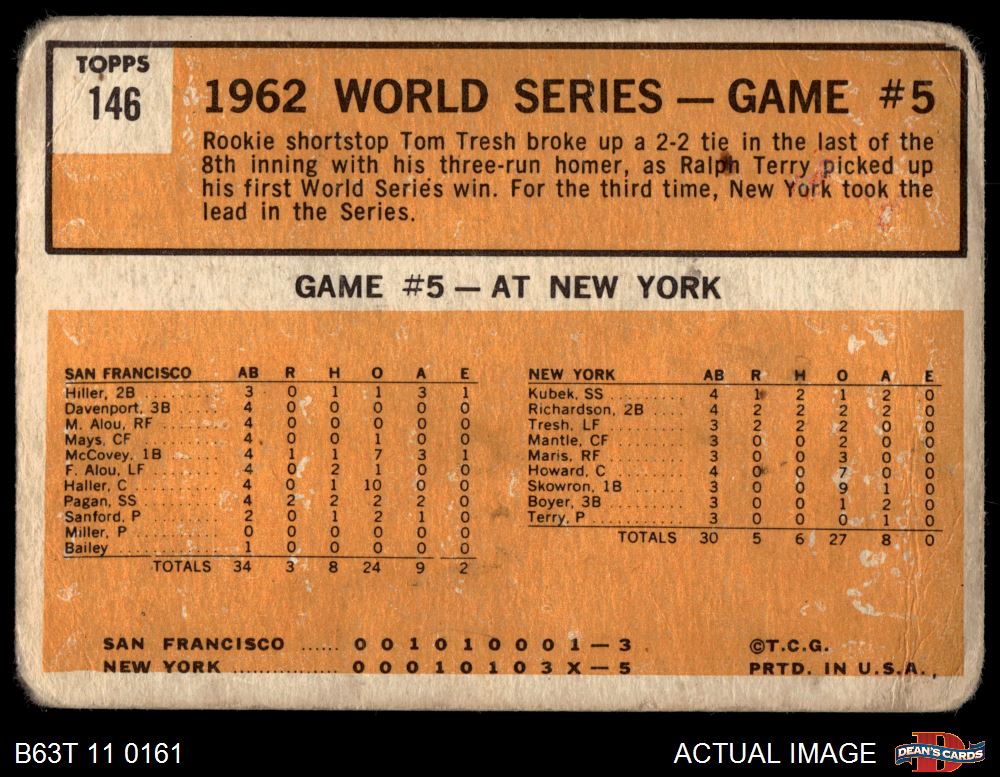 TOPPS
146
1962 WORLD SERIES — GAME #5
Rookie shortstop Tom Tresh broke up a 2-2 tie in the last of the
8th inning with his three-run homer, as Ralph Terry picked up
his first World Series win. For the third time, New York took the
lead in the Series.
GAME #5 — AT NEW YORK
SAN FRANCISCO AB R H O A E
Hiller, 2B ........ 3 0 1 1 3 1
Davenport, 3B ..... 4 0 0 0 0 0
M. Alou, RF ....... 4 0 0 0 0 0
Mays, CF .......... 4 0 0 1 0 0
McCovey, 1B ....... 4 1 1 7 3 1
F. Alou, LF ....... 4 0 2 1 0 0
Haller, C ......... 4 0 1 10 0 0
Pagan, SS ......... 4 2 2 2 2 0
Sanford, P ........ 2 0 1 2 1 0
Miller, P ......... 0 0 0 0 0 0
Bailey ............ 1 0 0 0 0 0
TOTALS 34 3 8 24 9 2
NEW YORK AB R H O A E
Kubek, SS ......... 4 1 2 1 2 0
Richardson, 2B .... 4 2 2 2 2 0
Tresh, LF ......... 3 2 2 2 0 0
Mantle, CF ........ 3 0 0 2 0 0
Maris, RF ......... 3 0 0 3 0 0
Howard, C ......... 4 0 0 7 0 0
Skowron, 1B ....... 3 0 0 9 1 0
Boyer, 3B ......... 3 0 0 1 2 0
Terry, P .......... 3 0 0 0 1 0
TOTALS 30 5 6 27 8 0
SAN FRANCISCO ...... 0 0 1 0 1 0 0 0 1 — 3
NEW YORK ............... 0 0 0 1 0 1 0 3 X — 5
©T.C.G.
PRTD. IN U.S.A.
B63T 11 0161
ACTUAL IMAGE
D
DEAN'S CARDS